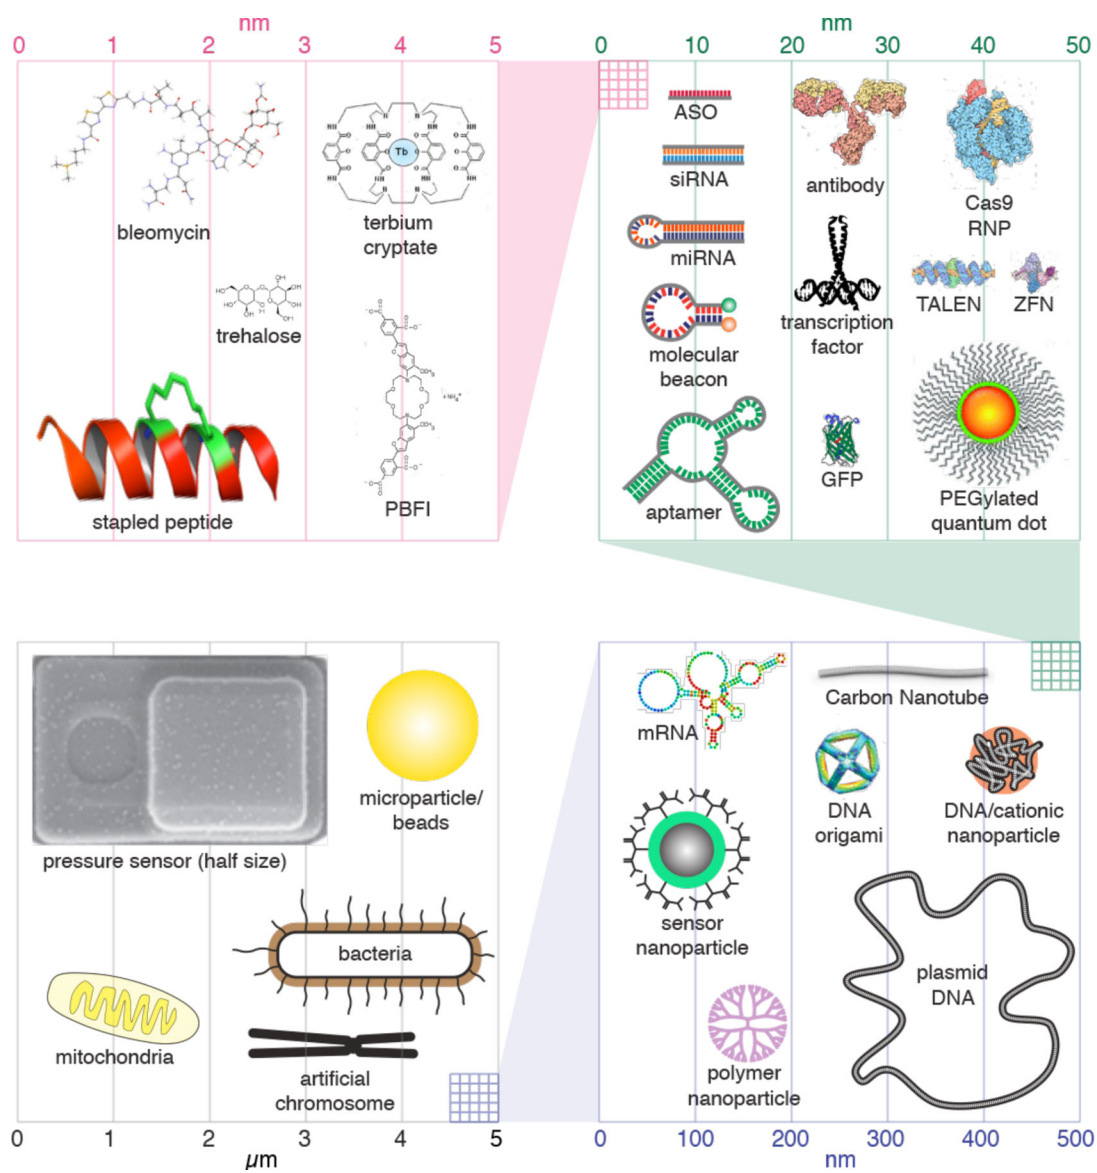 nm
0 1 2 3 4 5
nm
0 10 20 30 40 50
bleomycin
Tb
terbium
cryptate
trehalose
stapled peptide
PBFI
ASO
siRNA
miRNA
molecular
beacon
aptamer
antibody
transcription
factor
GFP
Cas9
RNP
TALEN
ZFN
PEGylated
quantum dot
pressure sensor (half size)
microparticle/
beads
bacteria
mitochondria
artificial
chromosome
0 1 2 3 4 5
μm
mRNA
Carbon Nanotube
DNA
origami
DNA/cationic
nanoparticle
sensor
nanoparticle
plasmid
DNA
polymer
nanoparticle
0 100 200 300 400 500
nm